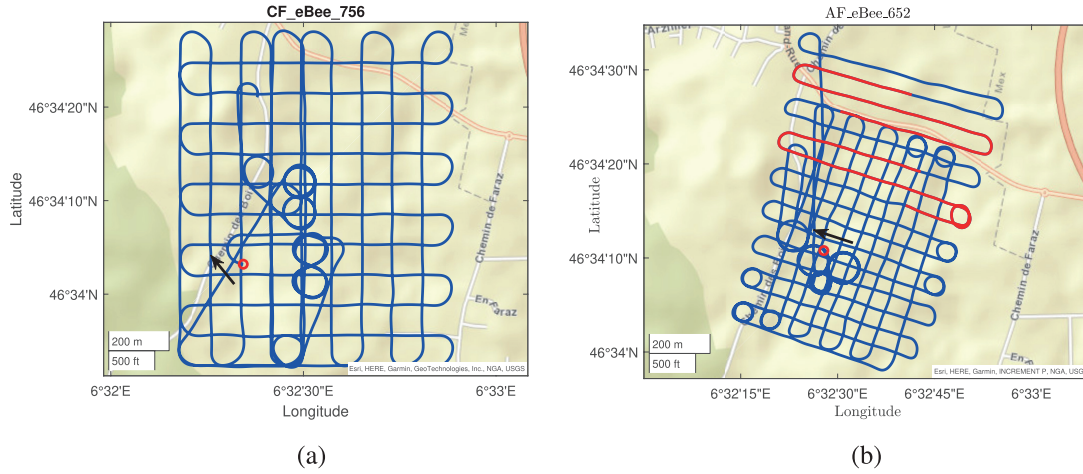 CF_eBee_756
Latitude
46°34'20"N
46°34'10"N
46°34'N
Chemin de Faraz
En Faraz
200 m
500 ft
Esri, HERE, Garmin, GeoTechnologies, Inc., NGA, USGS
6°32'E
6°32'30"E
6°33'E
Longitude
(a)
AF_eBee_652
Latitude
46°34'30"N
46°34'20"N
46°34'10"N
46°34'N
Mex
Chemin de Faraz
200 m
500 ft
Esri, HERE, Garmin, INCREMENT P, NGA, USG
6°32'15"E
6°32'30"E
6°32'45"E
6°33'E
Longitude
(b)